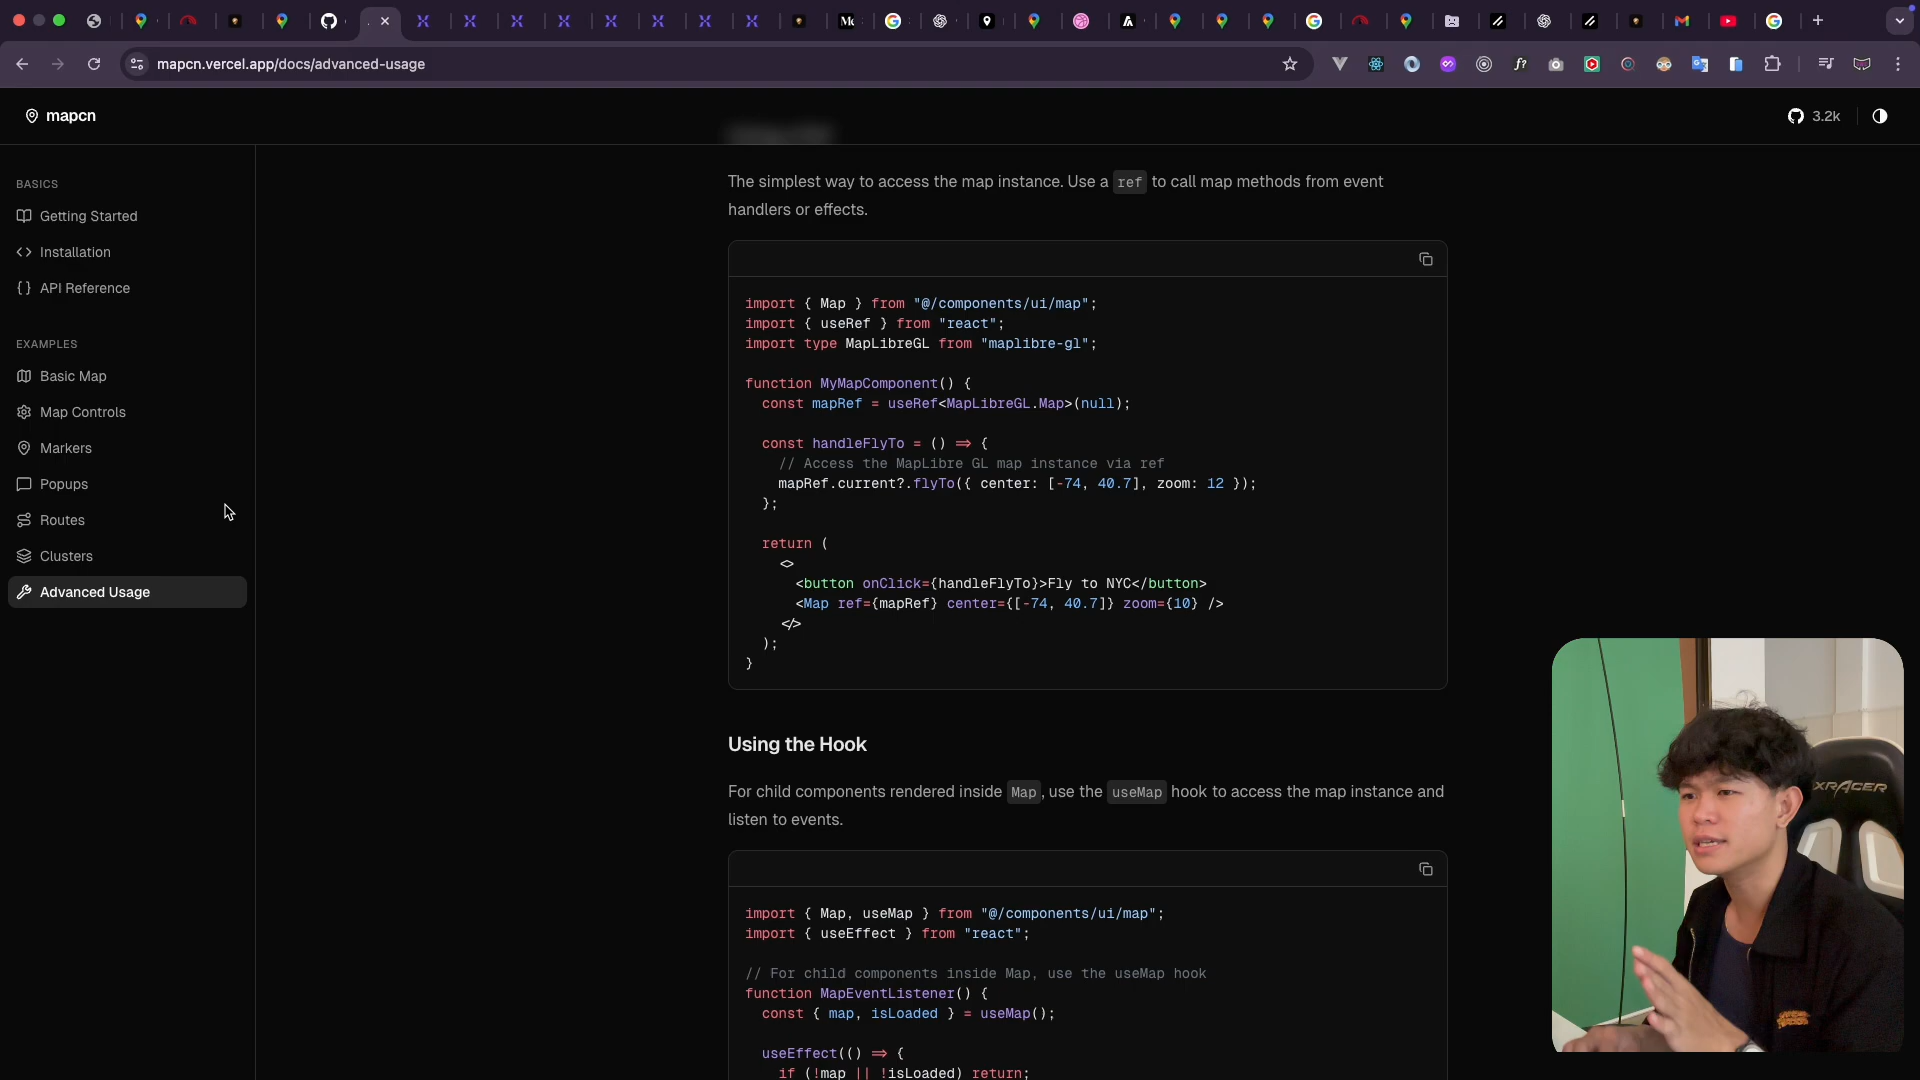 mapcn.vercel.app/docs/advanced-usage
mapcn
3.2k
BASICS
Getting Started
Installation
API Reference
EXAMPLES
Basic Map
Map Controls
Markers
Popups
Routes
Clusters
Advanced Usage
The simplest way to access the map instance. Use a ref to call map methods from event
handlers or effects.
import { Map } from "@/components/ui/map";
import { useRef } from "react";
import type MapLibreGL from "maplibre-gl";
function MyMapComponent() {
const mapRef = useRef<MapLibreGL.Map>(null);
const handleFlyTo = () => {
// Access the MapLibre GL map instance via ref
mapRef.current?.flyTo({ center: [-74, 40.7], zoom: 12 });
};
return (
<>
<button onClick={handleFlyTo}>Fly to NYC</button>
<Map ref={mapRef} center={[-74, 40.7]} zoom={10} />
</>
);
}
Using the Hook
For child components rendered inside Map, use the useMap hook to access the map instance and
listen to events.
import { Map, useMap } from "@/components/ui/map";
import { useEffect } from "react";
// For child components inside Map, use the useMap hook
function MapEventListener() {
const { map, isLoaded } = useMap();
useEffect(() => {
if (!map || !isLoaded) return;
XRACER